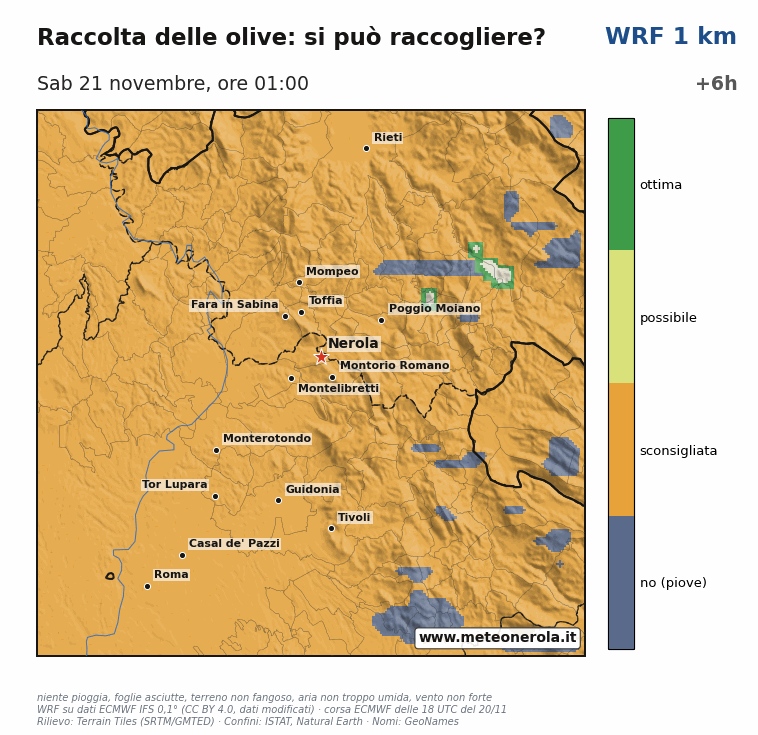 Raccolta delle olive: si può raccogliere?
WRF 1 km
Sab 21 novembre, ore 01:00
+6h
Rieti
Mompeo
Fara in Sabina
Toffia
Poggio Moiano
Nerola
Montorio Romano
Montelibretti
Monterotondo
Tor Lupara
Guidonia
Tivoli
Casal de' Pazzi
Roma
www.meteonerola.it
ottima
possibile
sconsigliata
no (piove)
niente pioggia, foglie asciutte, terreno non fangoso, aria non troppo umida, vento non forte
WRF su dati ECMWF IFS 0,1° (CC BY 4.0, dati modificati) · corsa ECMWF delle 18 UTC del 20/11
Rilievo: Terrain Tiles (SRTM/GMTED) · Confini: ISTAT, Natural Earth · Nomi: GeoNames